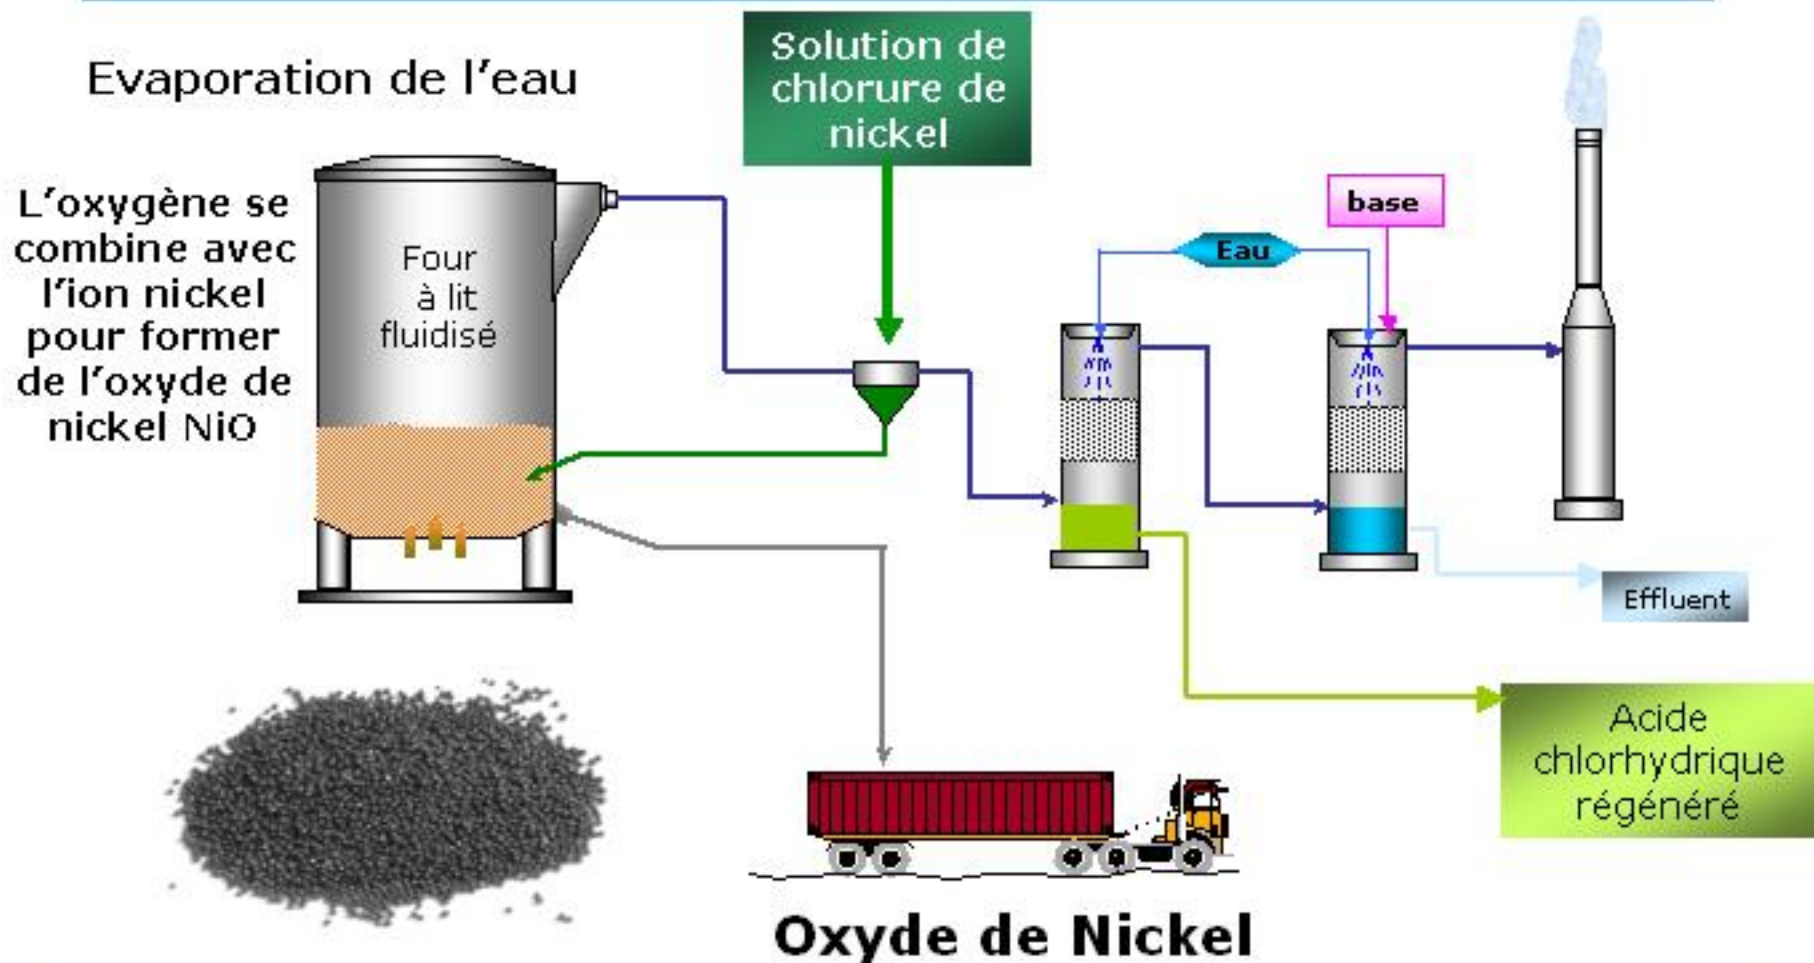 Evaporation de l'eau
L'oxygène se
combine avec
l'ion nickel
pour former
de l'oxyde de
nickel NiO
Four
à lit
fluidisé
Solution de
chlorure de
nickel
Eau
base
Effluent
Acide
chlorhydrique
régénéré
Oxyde de Nickel